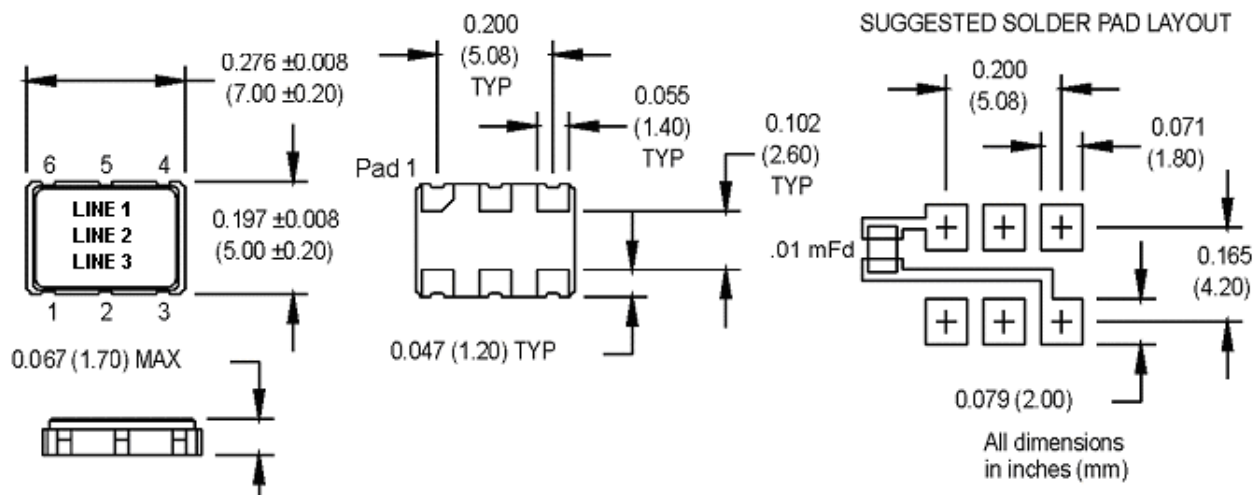 0.276 ±0.008
(7.00 ±0.20)
6 5 4
LINE 1
LINE 2
LINE 3
1 2 3
0.197 ±0.008
(5.00 ±0.20)
0.067 (1.70) MAX
0.200
(5.08)
TYP
0.055
(1.40)
TYP
0.102
(2.60)
TYP
Pad 1
0.047 (1.20) TYP
SUGGESTED SOLDER PAD LAYOUT
0.200
(5.08)
0.071
(1.80)
.01 mFd
0.165
(4.20)
0.079 (2.00)
All dimensions
in inches (mm)